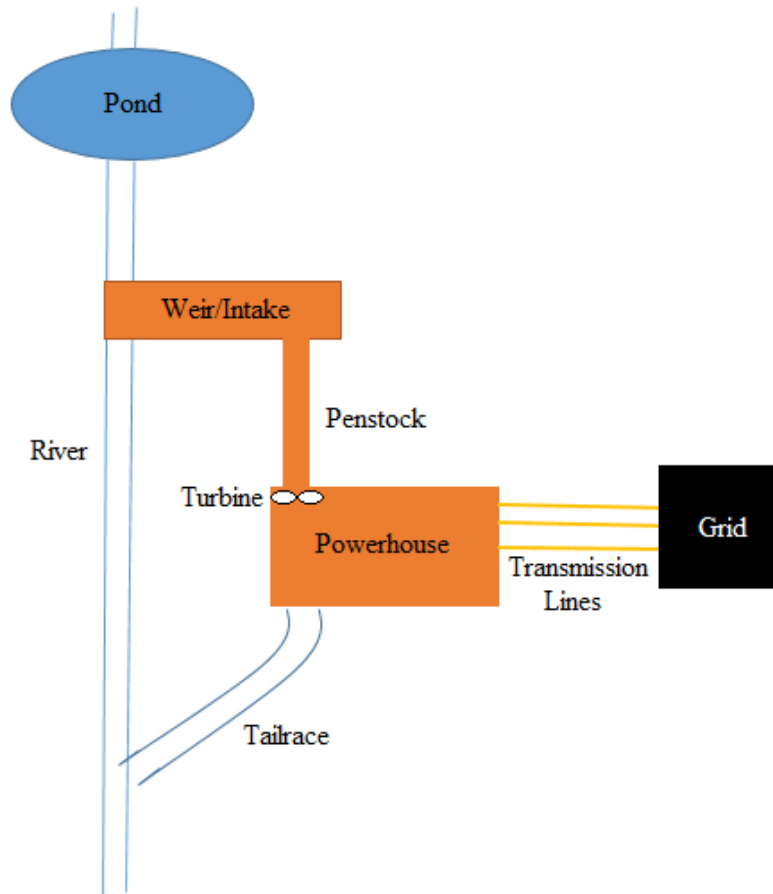 Pond
Weir/Intake
Penstock
River
Turbine
Powerhouse
Grid
Transmission
Lines
Tailrace